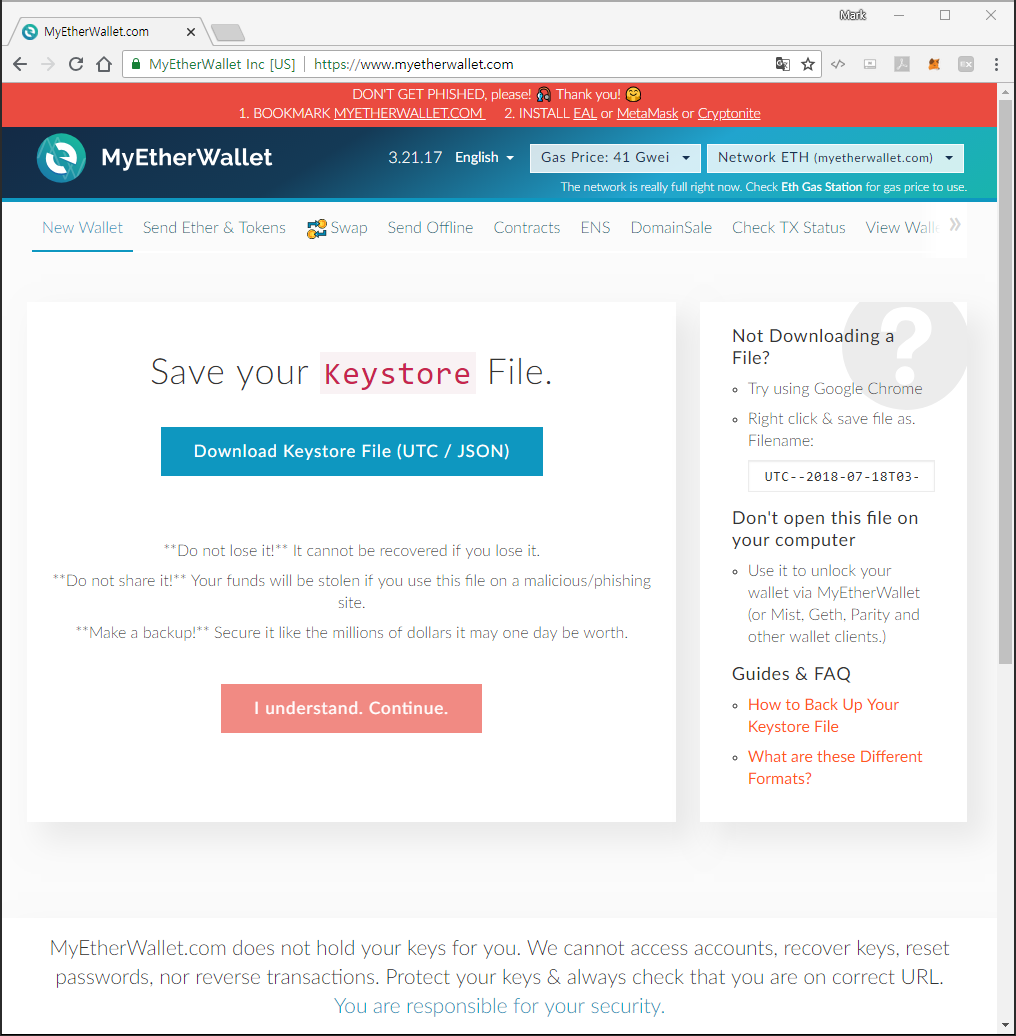 Mark
MyEtherWallet.com
MyEtherWallet Inc [US] | https://www.myetherwallet.com
DON'T GET PHISHED, please! Thank you!
1. BOOKMARK MYETHERWALLET.COM 2. INSTALL EAL or MetaMask or Cryptonite
MyEtherWallet
3.21.17 English Gas Price: 41 Gwei Network ETH (myetherwallet.com)
The network is really full right now. Check Eth Gas Station for gas price to use.
New Wallet Send Ether & Tokens Swap Send Offline Contracts ENS DomainSale Check TX Status View Walle »
Save your Keystore File.
Download Keystore File (UTC / JSON)
**Do not lose it!** It cannot be recovered if you lose it.
**Do not share it!** Your funds will be stolen if you use this file on a malicious/phishing
site.
**Make a backup!** Secure it like the millions of dollars it may one day be worth.
I understand. Continue.
?
Not Downloading a
File?
Try using Google Chrome
Right click & save file as.
Filename:
UTC--2018-07-18T03-
Don't open this file on
your computer
Use it to unlock your
wallet via MyEtherWallet
(or Mist, Geth, Parity and
other wallet clients.)
Guides & FAQ
How to Back Up Your
Keystore File
What are these Different
Formats?
MyEtherWallet.com does not hold your keys for you. We cannot access accounts, recover keys, reset
passwords, nor reverse transactions. Protect your keys & always check that you are on correct URL.
You are responsible for your security.